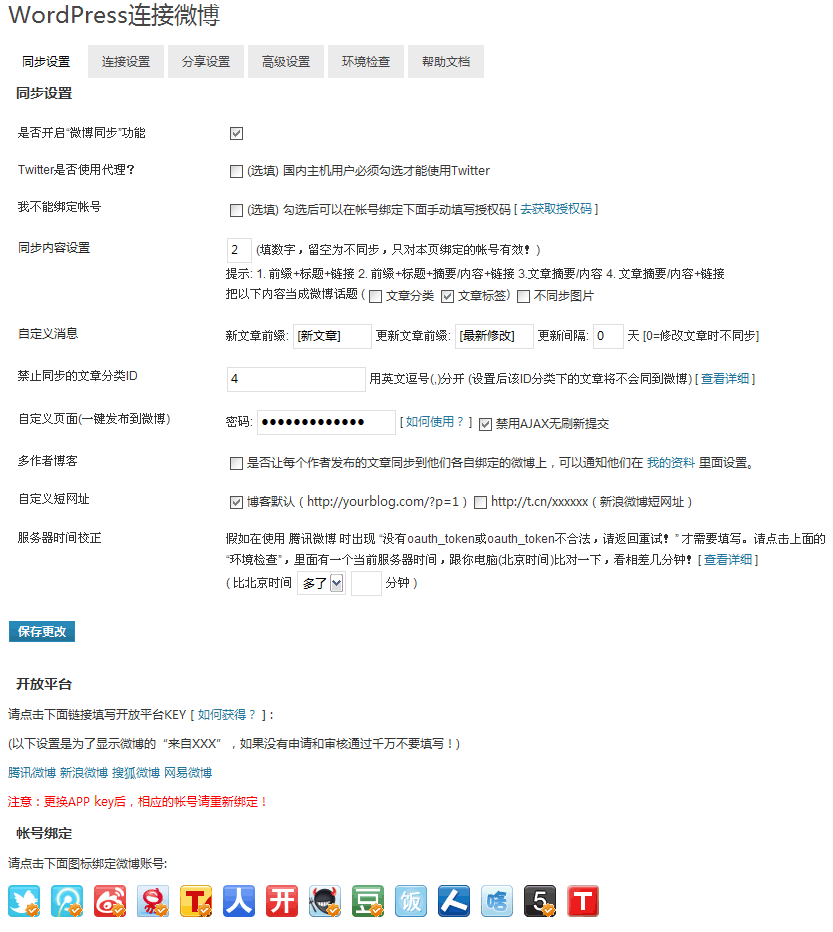 WordPress连接微博
同步设置 连接设置 分享设置 高级设置 环境检查 帮助文档
同步设置
是否开启“微博同步”功能
Twitter是否使用代理？ (选填) 国内主机用户必须勾选才能使用Twitter
我不能绑定帐号 (选填) 勾选后可以在帐号绑定下面手动填写授权码 [ 去获取授权码 ]
同步内容设置 2 (填数字，留空为不同步，只对本页绑定的帐号有效！)
提示: 1. 前缀+标题+链接 2. 前缀+标题+摘要/内容+链接 3.文章摘要/内容 4. 文章摘要/内容+链接
把以下内容当成微博话题 ( 文章分类 文章标签) 不同步图片
自定义消息 新文章前缀: [新文章] 更新文章前缀: [最新修改] 更新间隔: 0 天 [0=修改文章时不同步]
禁止同步的文章分类ID 4 用英文逗号(,)分开 (设置后该ID分类下的文章将不会同到微博) [ 查看详细 ]
自定义页面(一键发布到微博) 密码: ●●●●●●●●●●●●● [ 如何使用？ ] 禁用AJAX无刷新提交
多作者博客 是否让每个作者发布的文章同步到他们各自绑定的微博上，可以通知他们在 我的资料 里面设置。
自定义短网址 博客默认 ( http://yourblog.com/?p=1 ) http://t.cn/xxxxxx ( 新浪微博短网址 )
服务器时间校正 假如在使用 腾讯微博 时出现 “没有oauth_token或oauth_token不合法，请返回重试！” 才需要填写。请点击上面的
“环境检查”，里面有一个当前服务器时间，跟你电脑(北京时间)比对一下，看相差几分钟！ [ 查看详细 ]
( 比北京时间 多了 分钟 )
保存更改
开放平台
请点击下面链接填写开放平台KEY [ 如何获得？ ]：
(以下设置是为了显示微博的“来自XXX”，如果没有申请和审核通过千万不要填写！)
腾讯微博 新浪微博 搜狐微博 网易微博
注意：更换APP key后，相应的帐号请重新绑定！
帐号绑定
请点击下面图标绑定微博账号:
T 人 开 豆 饭 人 啥 5 T